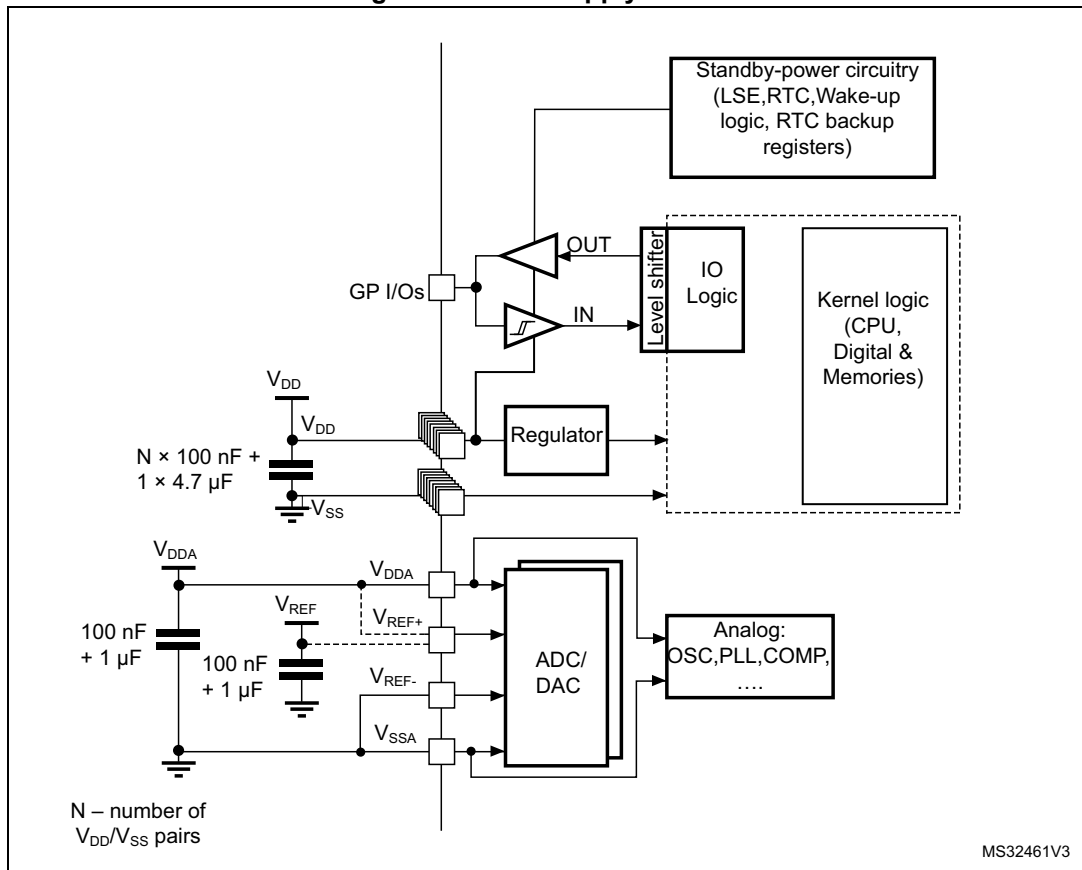 Standby-power circuitry
(LSE,RTC,Wake-up
logic, RTC backup
registers)
OUT
Level shifter
IO
Logic
GP I/Os
IN
Kernel logic
(CPU,
Digital &
Memories)
VDD
VDD
Regulator
N × 100 nF +
1 × 4.7 µF
VSS
VDDA
VDDA
VREF
VREF+
100 nF
+ 1 µF
100 nF
+ 1 µF
VREF-
ADC/
DAC
Analog:
OSC,PLL,COMP,
….
VSSA
N – number of
VDD/VSS pairs
MS32461V3